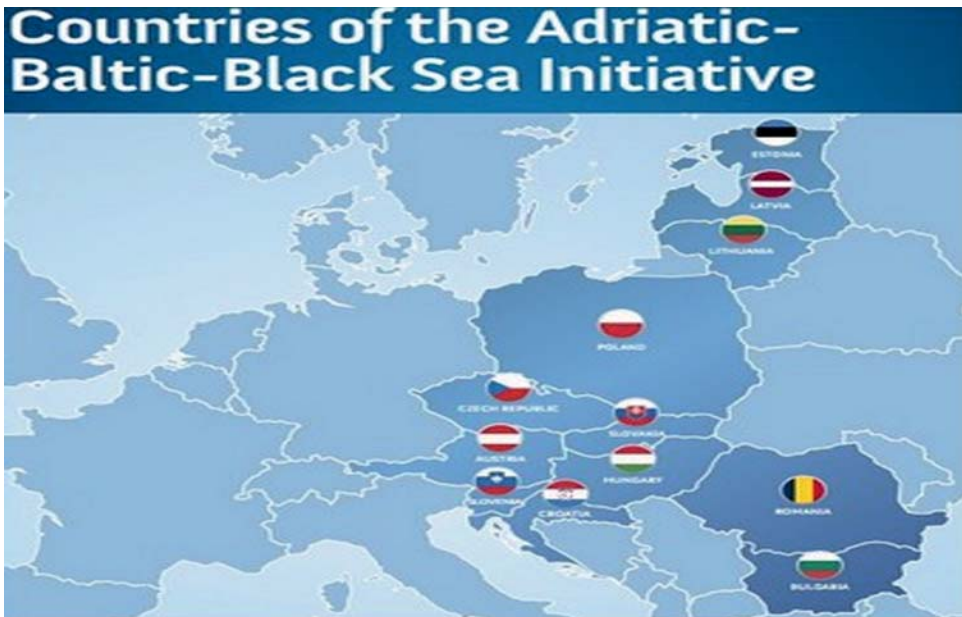 Countries of the Adriatic-
Baltic-Black Sea Initiative
ESTONIA
LATVIA
LITHUANIA
POLAND
CZECH REPUBLIC
SLOVAKIA
AUSTRIA
HUNGARY
SLOVENIA
CROATIA
ROMANIA
BULGARIA